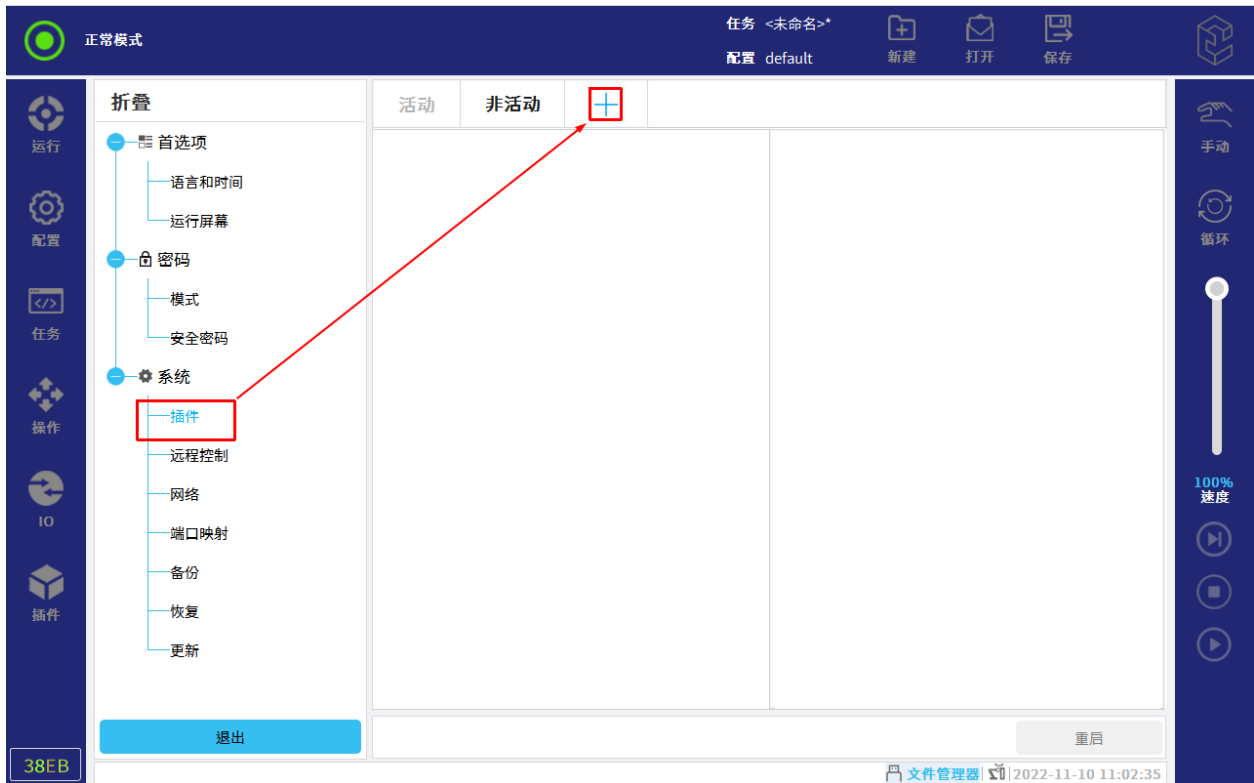 正常模式
任务 <未命名>*
配置 default
新建
打开
保存
运行
配置
任务
操作
IO
插件
38EB
折叠
首选项
语言和时间
运行屏幕
密码
模式
安全密码
系统
插件
远程控制
网络
端口映射
备份
恢复
更新
退出
活动
非活动
重启
文件管理器
2022-11-10 11:02:35
手动
循环
100%
速度